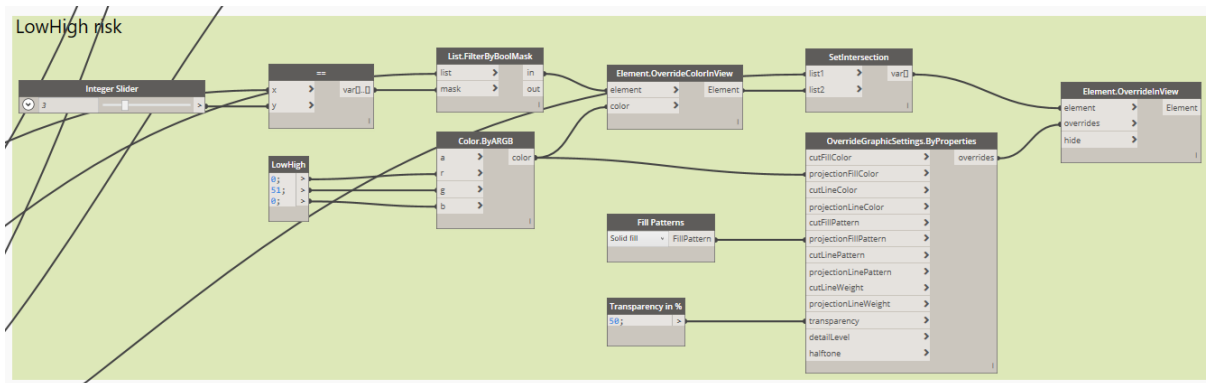 LowHigh risk
Integer Slider
3
>
==
x >
y >
var[]..[]
l
List.FilterByBoolMask
list > in
mask > out
l
Element.OverrideColorInView
element > Element
color >
l
SetIntersection
list1 > var[]
list2 >
l
Element.OverrideInView
element > Element
overrides >
hide >
l
LowHigh
0; >
51; >
0; >
Color.ByARGB
a > color
r >
g >
b >
l
Fill Patterns
Solid fill FillPattern
l
Transparency in %
50; >
OverrideGraphicSettings.ByProperties
cutFillColor > overrides
projectionFillColor >
cutLineColor >
projectionLineColor >
cutFillPattern >
projectionFillPattern >
cutLinePattern >
projectionLinePattern >
cutLineWeight >
projectionLineWeight >
transparency >
detailLevel >
halftone >
l